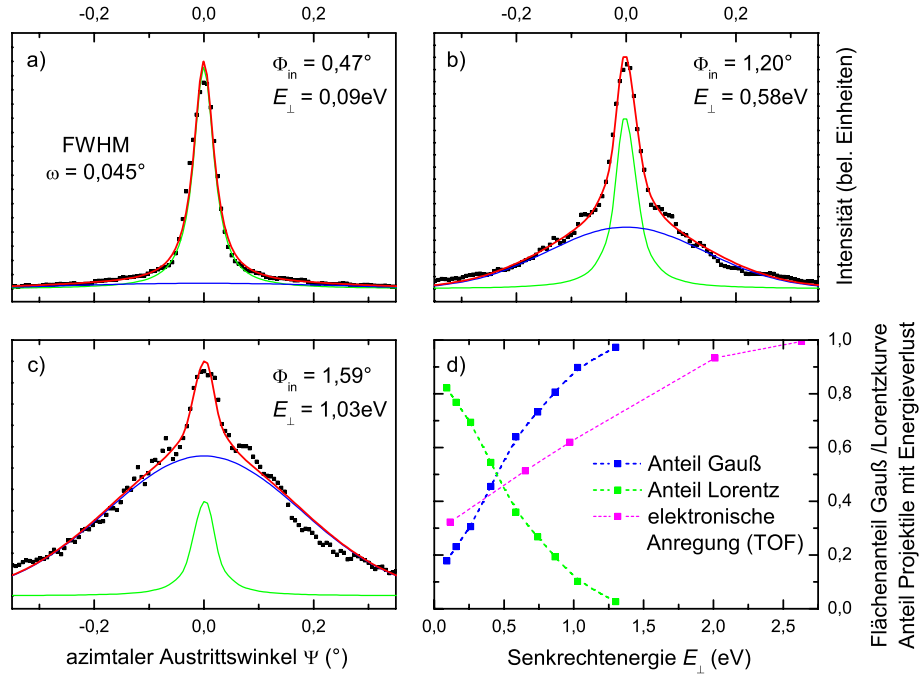 -0,2 0,0 0,2
-0,2 0,0 0,2
a)
Φin = 0,47°
E⊥ = 0,09eV
FWHM
ω = 0,045°
b)
Φin = 1,20°
E⊥ = 0,58eV
Intensität (bel. Einheiten)
c)
Φin = 1,59°
E⊥ = 1,03eV
-0,2 0,0 0,2
azimtaler Austrittswinkel Ψ (°)
d)
Anteil Gauß
Anteil Lorentz
elektronische
Anregung (TOF)
1,0
0,8
0,6
0,4
0,2
0,0
0,0 0,5 1,0 1,5 2,0 2,5
Senkrechtenergie E⊥ (eV)
Flächenanteil Gauß /Lorentzkurve
Anteil Projektile mit Energieverlust